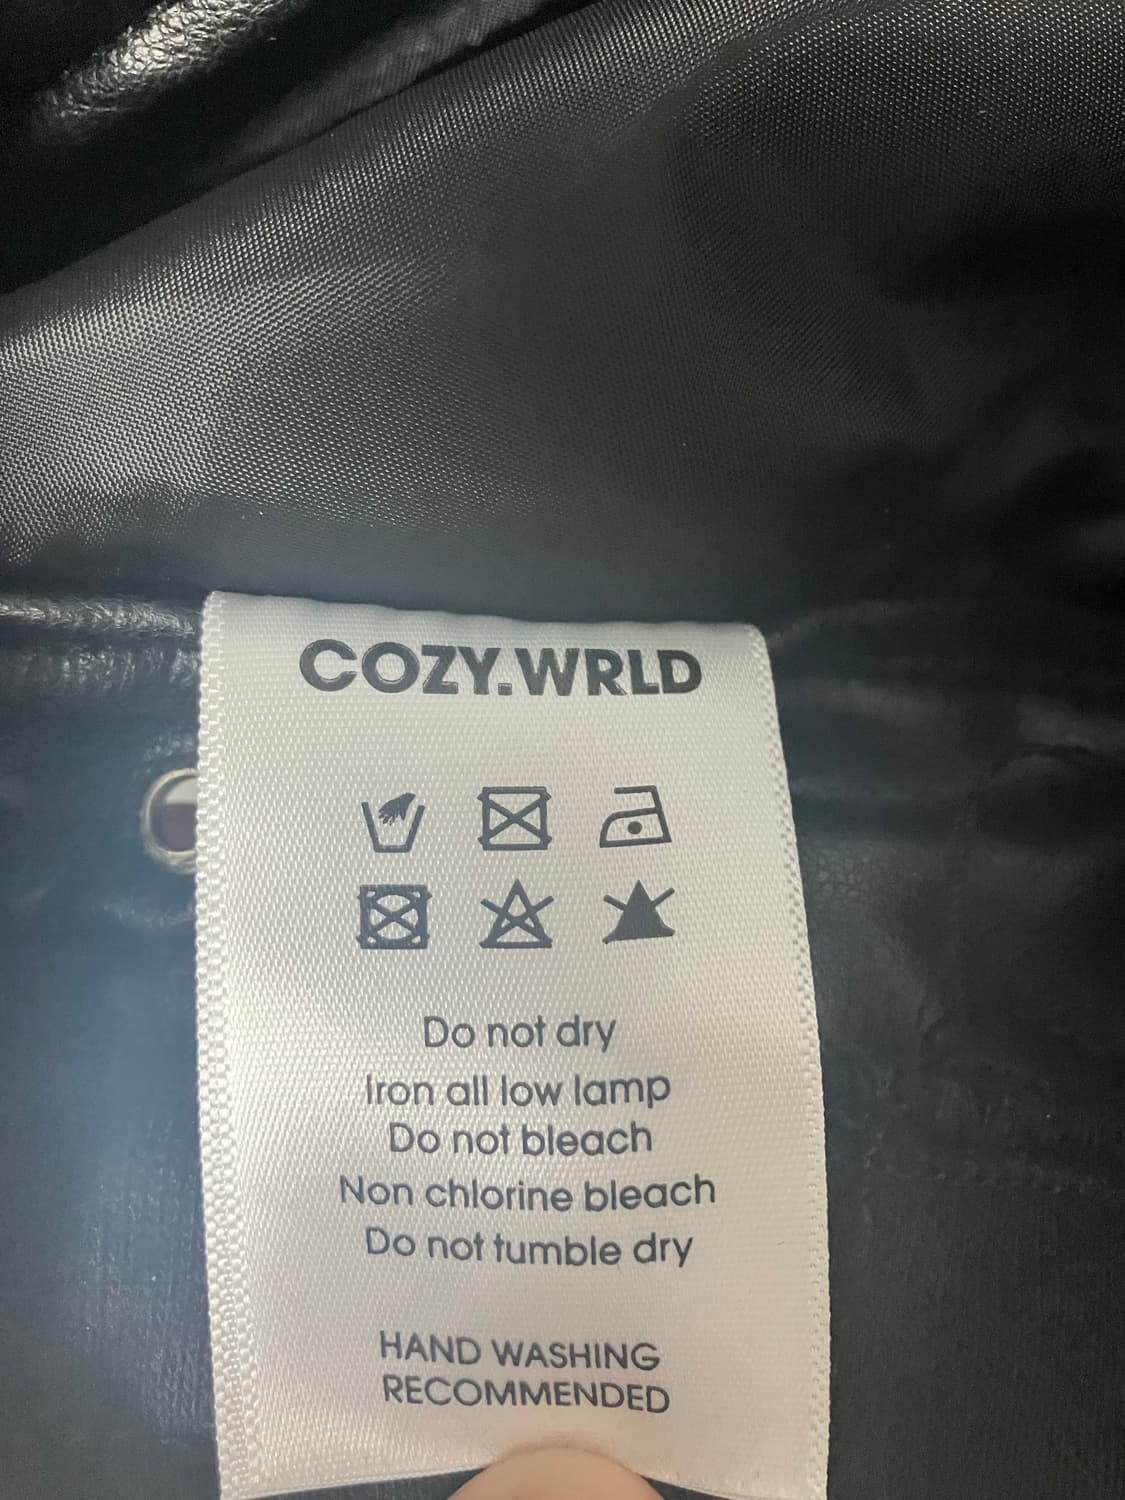 COZY.WRLD
Do not dry
Iron all low lamp
Do not bleach
Non chlorine bleach
Do not tumble dry
HAND WASHING
RECOMMENDED